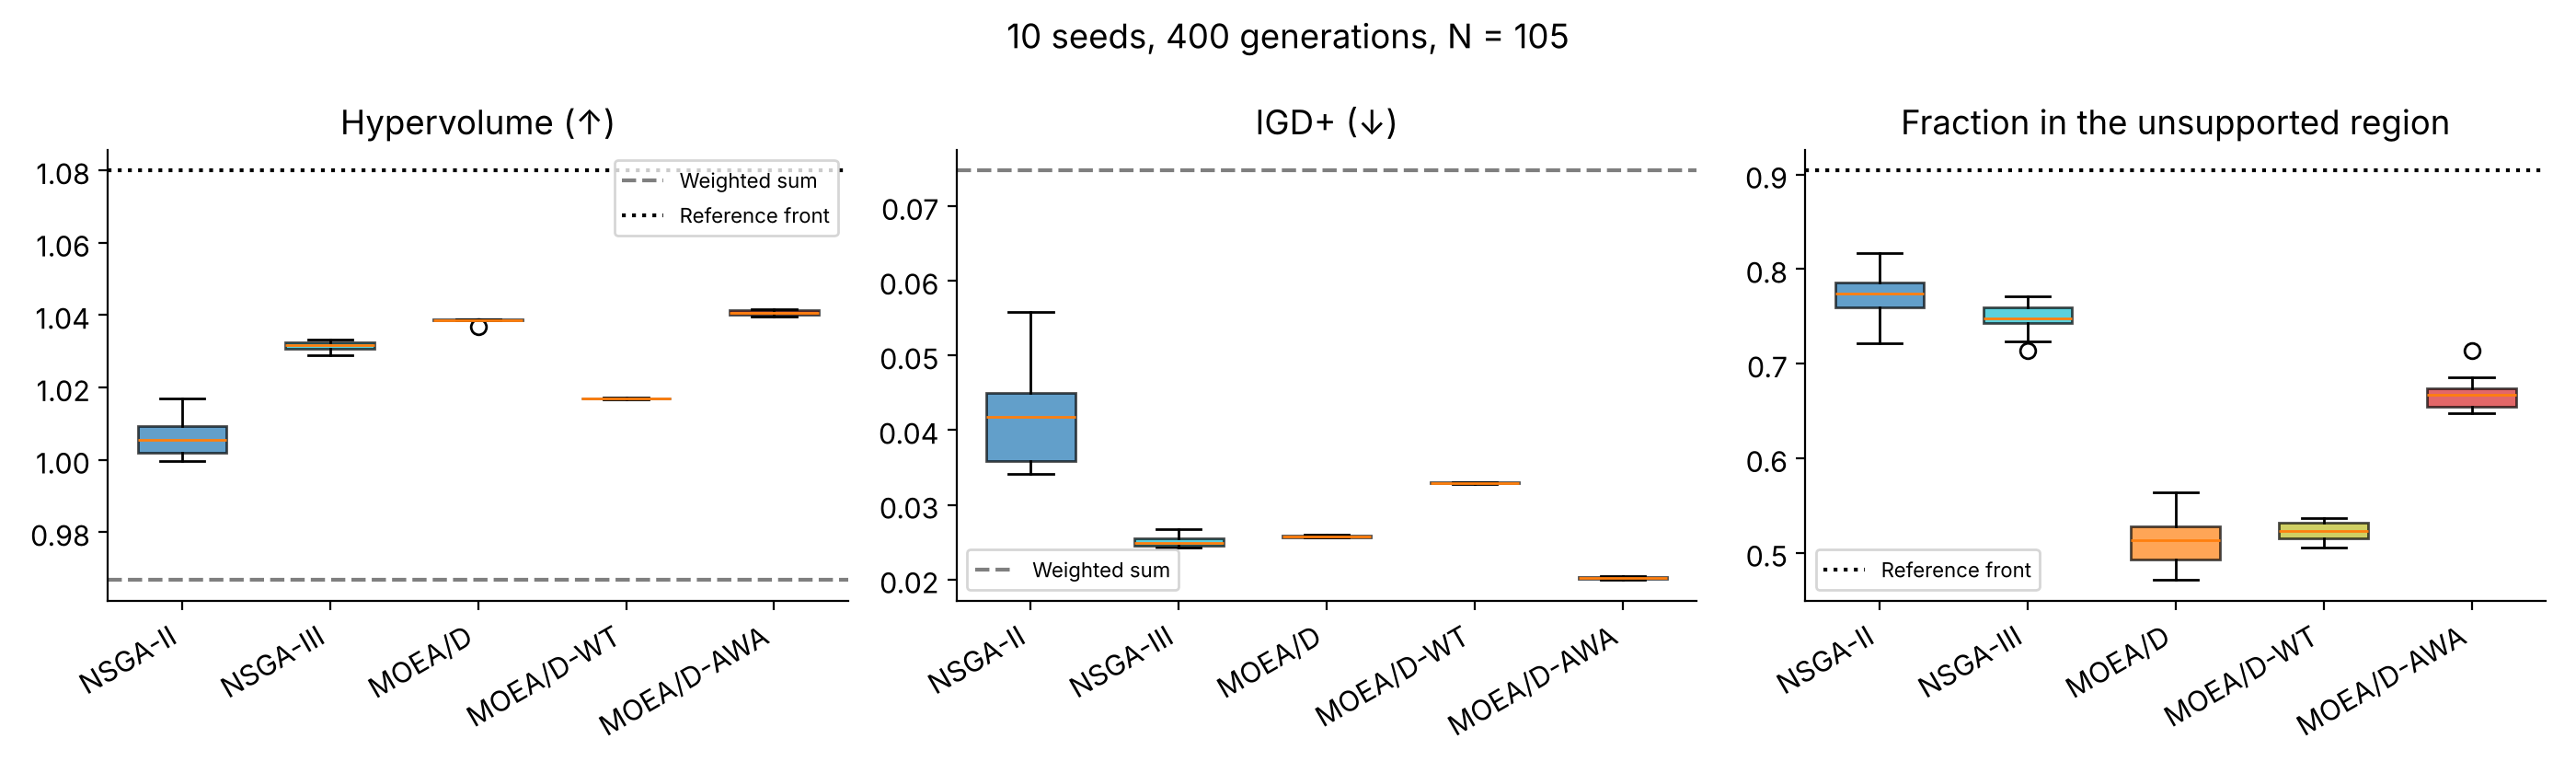 10 seeds, 400 generations, N = 105
Hypervolume (↑)
1.08
1.06
1.04
1.02
1.00
0.98
Weighted sum
Reference front
NSGA-II
NSGA-III
MOEA/D
MOEA/D-WT
MOEA/D-AWA
IGD+ (↓)
0.07
0.06
0.05
0.04
0.03
0.02
Weighted sum
NSGA-II
NSGA-III
MOEA/D
MOEA/D-WT
MOEA/D-AWA
Fraction in the unsupported region
0.9
0.8
0.7
0.6
0.5
Reference front
NSGA-II
NSGA-III
MOEA/D
MOEA/D-WT
MOEA/D-AWA